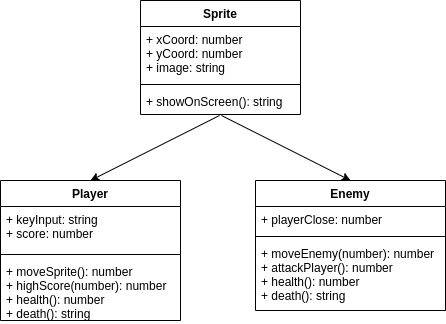 Sprite
+ xCoord: number
+ yCoord: number
+ image: string
+ showOnScreen(): string
Player
+ keyInput: string
+ score: number
+ moveSprite(): number
+ highScore(number): number
+ health(): number
+ death(): string
Enemy
+ playerClose: number
+ moveEnemy(number): number
+ attackPlayer(): number
+ health(): number
+ death(): string